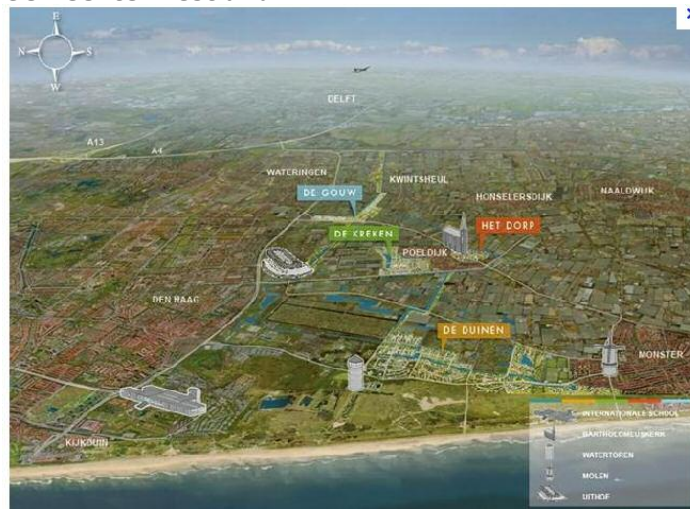 E
N
S
W
DELFT
A13
A4
WATERINGEN
KWINTSHEUL
DE GOUW
HONSELERSDIJK
NAALDWIJK
HET DORP
DE KREKEN
POELDIJK
DEN HAAG
DE DUINEN
MONSTER
KIJKDUIN
INTERNATIONALE SCHOOL
BARTHOLOMEUSKERK
WATERTOREN
MOLEN
UITHOF